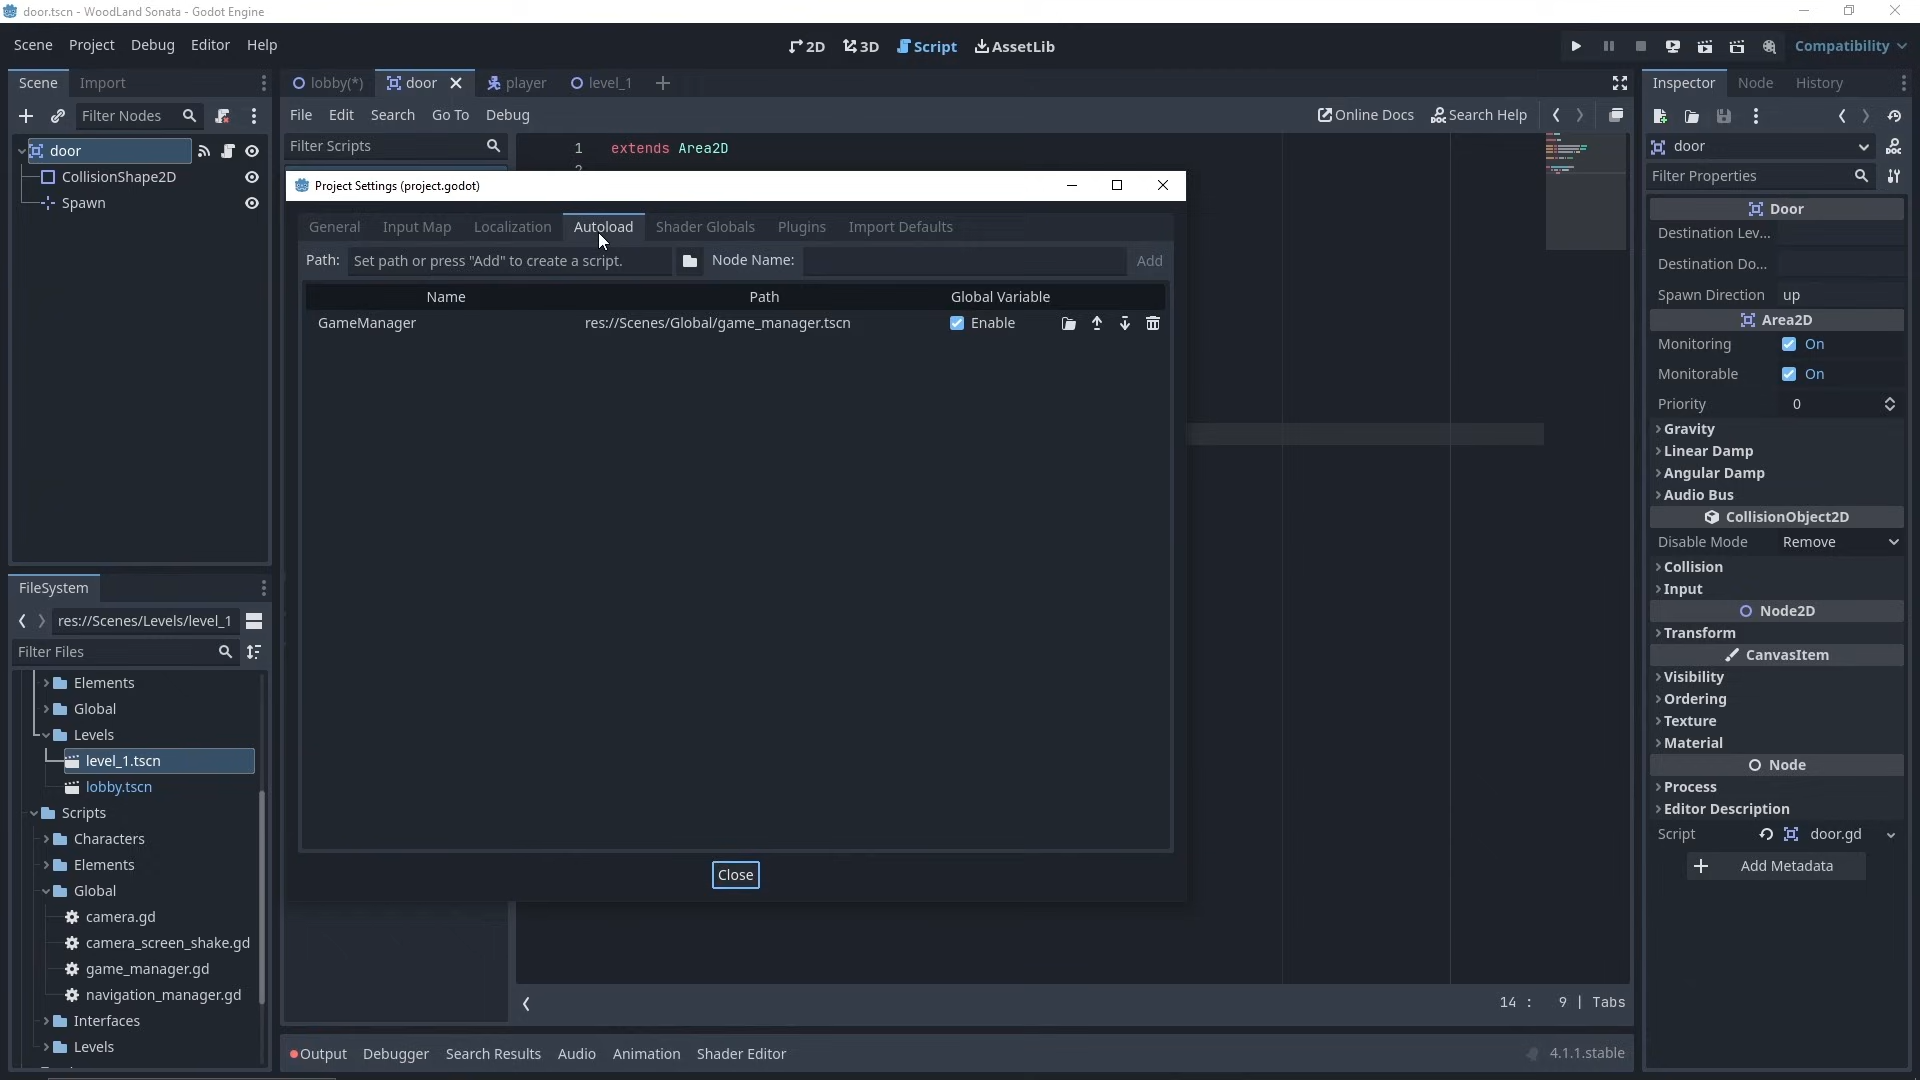 door.tscn - WoodLand Sonata - Godot Engine
Scene Project Debug Editor Help
2D 3D Script AssetLib
Compatibility
Scene Import
Filter Nodes
door
CollisionShape2D
Spawn
FileSystem
res://Scenes/Levels/level_1
Filter Files
Elements
Global
Levels
level_1.tscn
lobby.tscn
Scripts
Characters
Elements
Global
camera.gd
camera_screen_shake.gd
game_manager.gd
navigation_manager.gd
Interfaces
Levels
lobby(*) door player level_1
File Edit Search Go To Debug
Online Docs Search Help
Filter Scripts
1 extends Area2D
Project Settings (project.godot)
General Input Map Localization Autoload Shader Globals Plugins Import Defaults
Path: Set path or press "Add" to create a script. Node Name: Add
Name Path Global Variable
GameManager res://Scenes/Global/game_manager.tscn Enable
Close
14 : 9 | Tabs
Output Debugger Search Results Audio Animation Shader Editor
4.1.1.stable
Inspector Node History
door
Filter Properties
Door
Destination Lev...
Destination Do...
Spawn Direction up
Area2D
Monitoring On
Monitorable On
Priority 0
Gravity
Linear Damp
Angular Damp
Audio Bus
CollisionObject2D
Disable Mode Remove
Collision
Input
Node2D
Transform
CanvasItem
Visibility
Ordering
Texture
Material
Node
Process
Editor Description
Script door.gd
Add Metadata